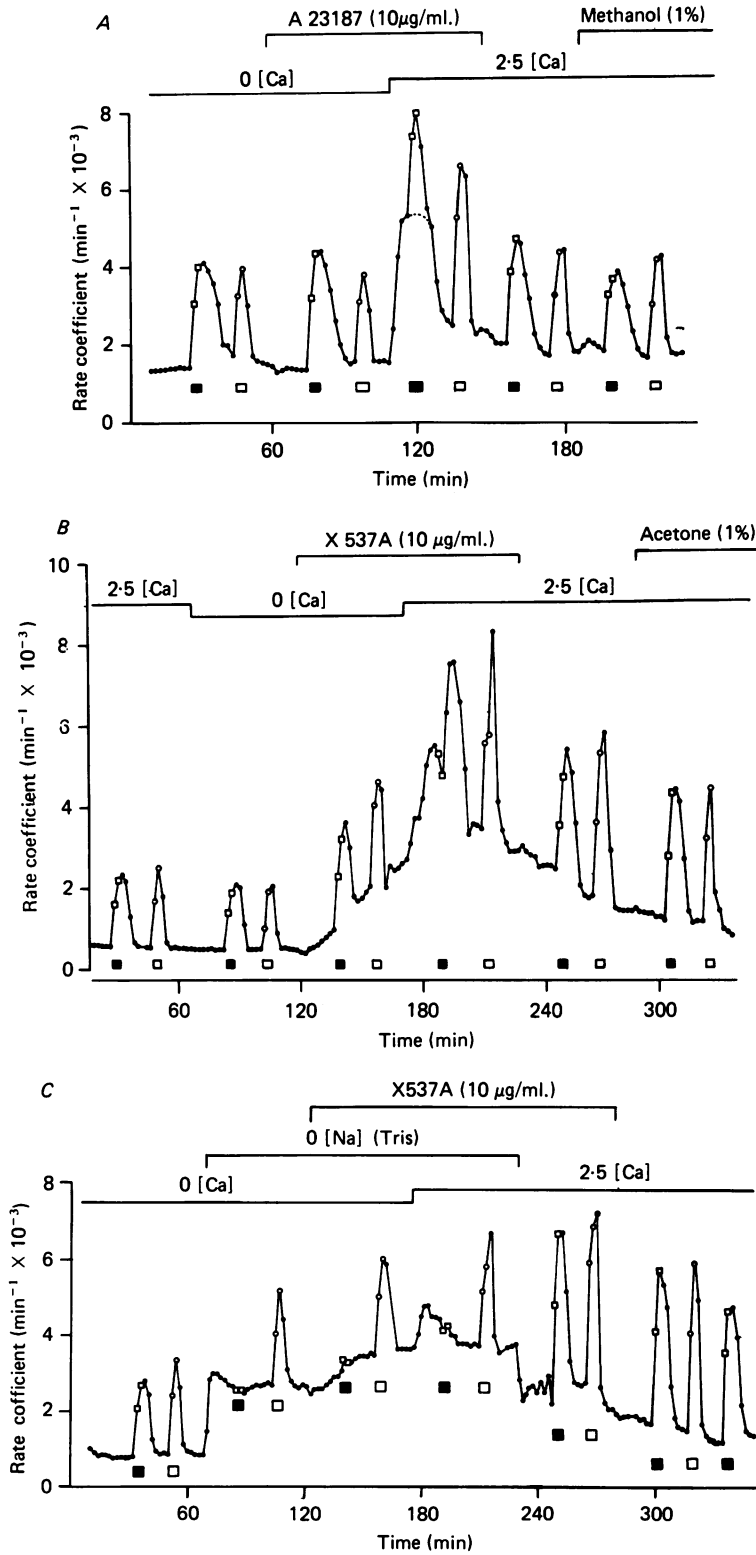 A
A 23187 (10μg/ml.)
Methanol (1%)
0 [Ca]
2·5 [Ca]
8
6
4
2
0
Rate coefficient (min⁻¹ X 10⁻³)
60
120
180
Time (min)
B
X 537A (10 μg/ml.)
Acetone (1%)
2·5 [Ca]
0 [Ca]
2·5 [Ca]
10
8
6
4
2
0
Rate coefficient (min⁻¹ X 10⁻³)
60
120
180
240
300
Time (min)
C
X537A (10 μg/ml.)
0 [Na] (Tris)
0 [Ca]
2·5 [Ca]
8
6
4
2
0
Rate cofficient (min⁻¹ X 10⁻³)
60
120
180
240
300
Time (min)